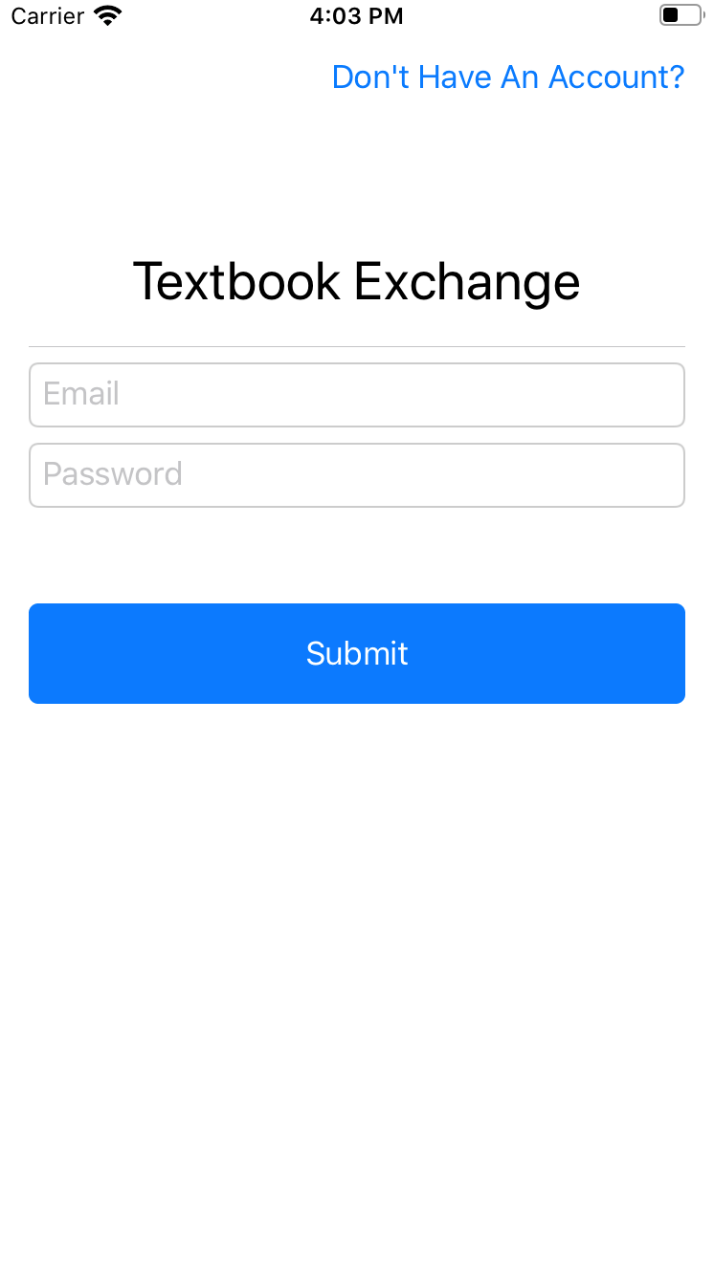 Carrier 4:03 PM
Don't Have An Account?
Textbook Exchange
Email
Password
Submit